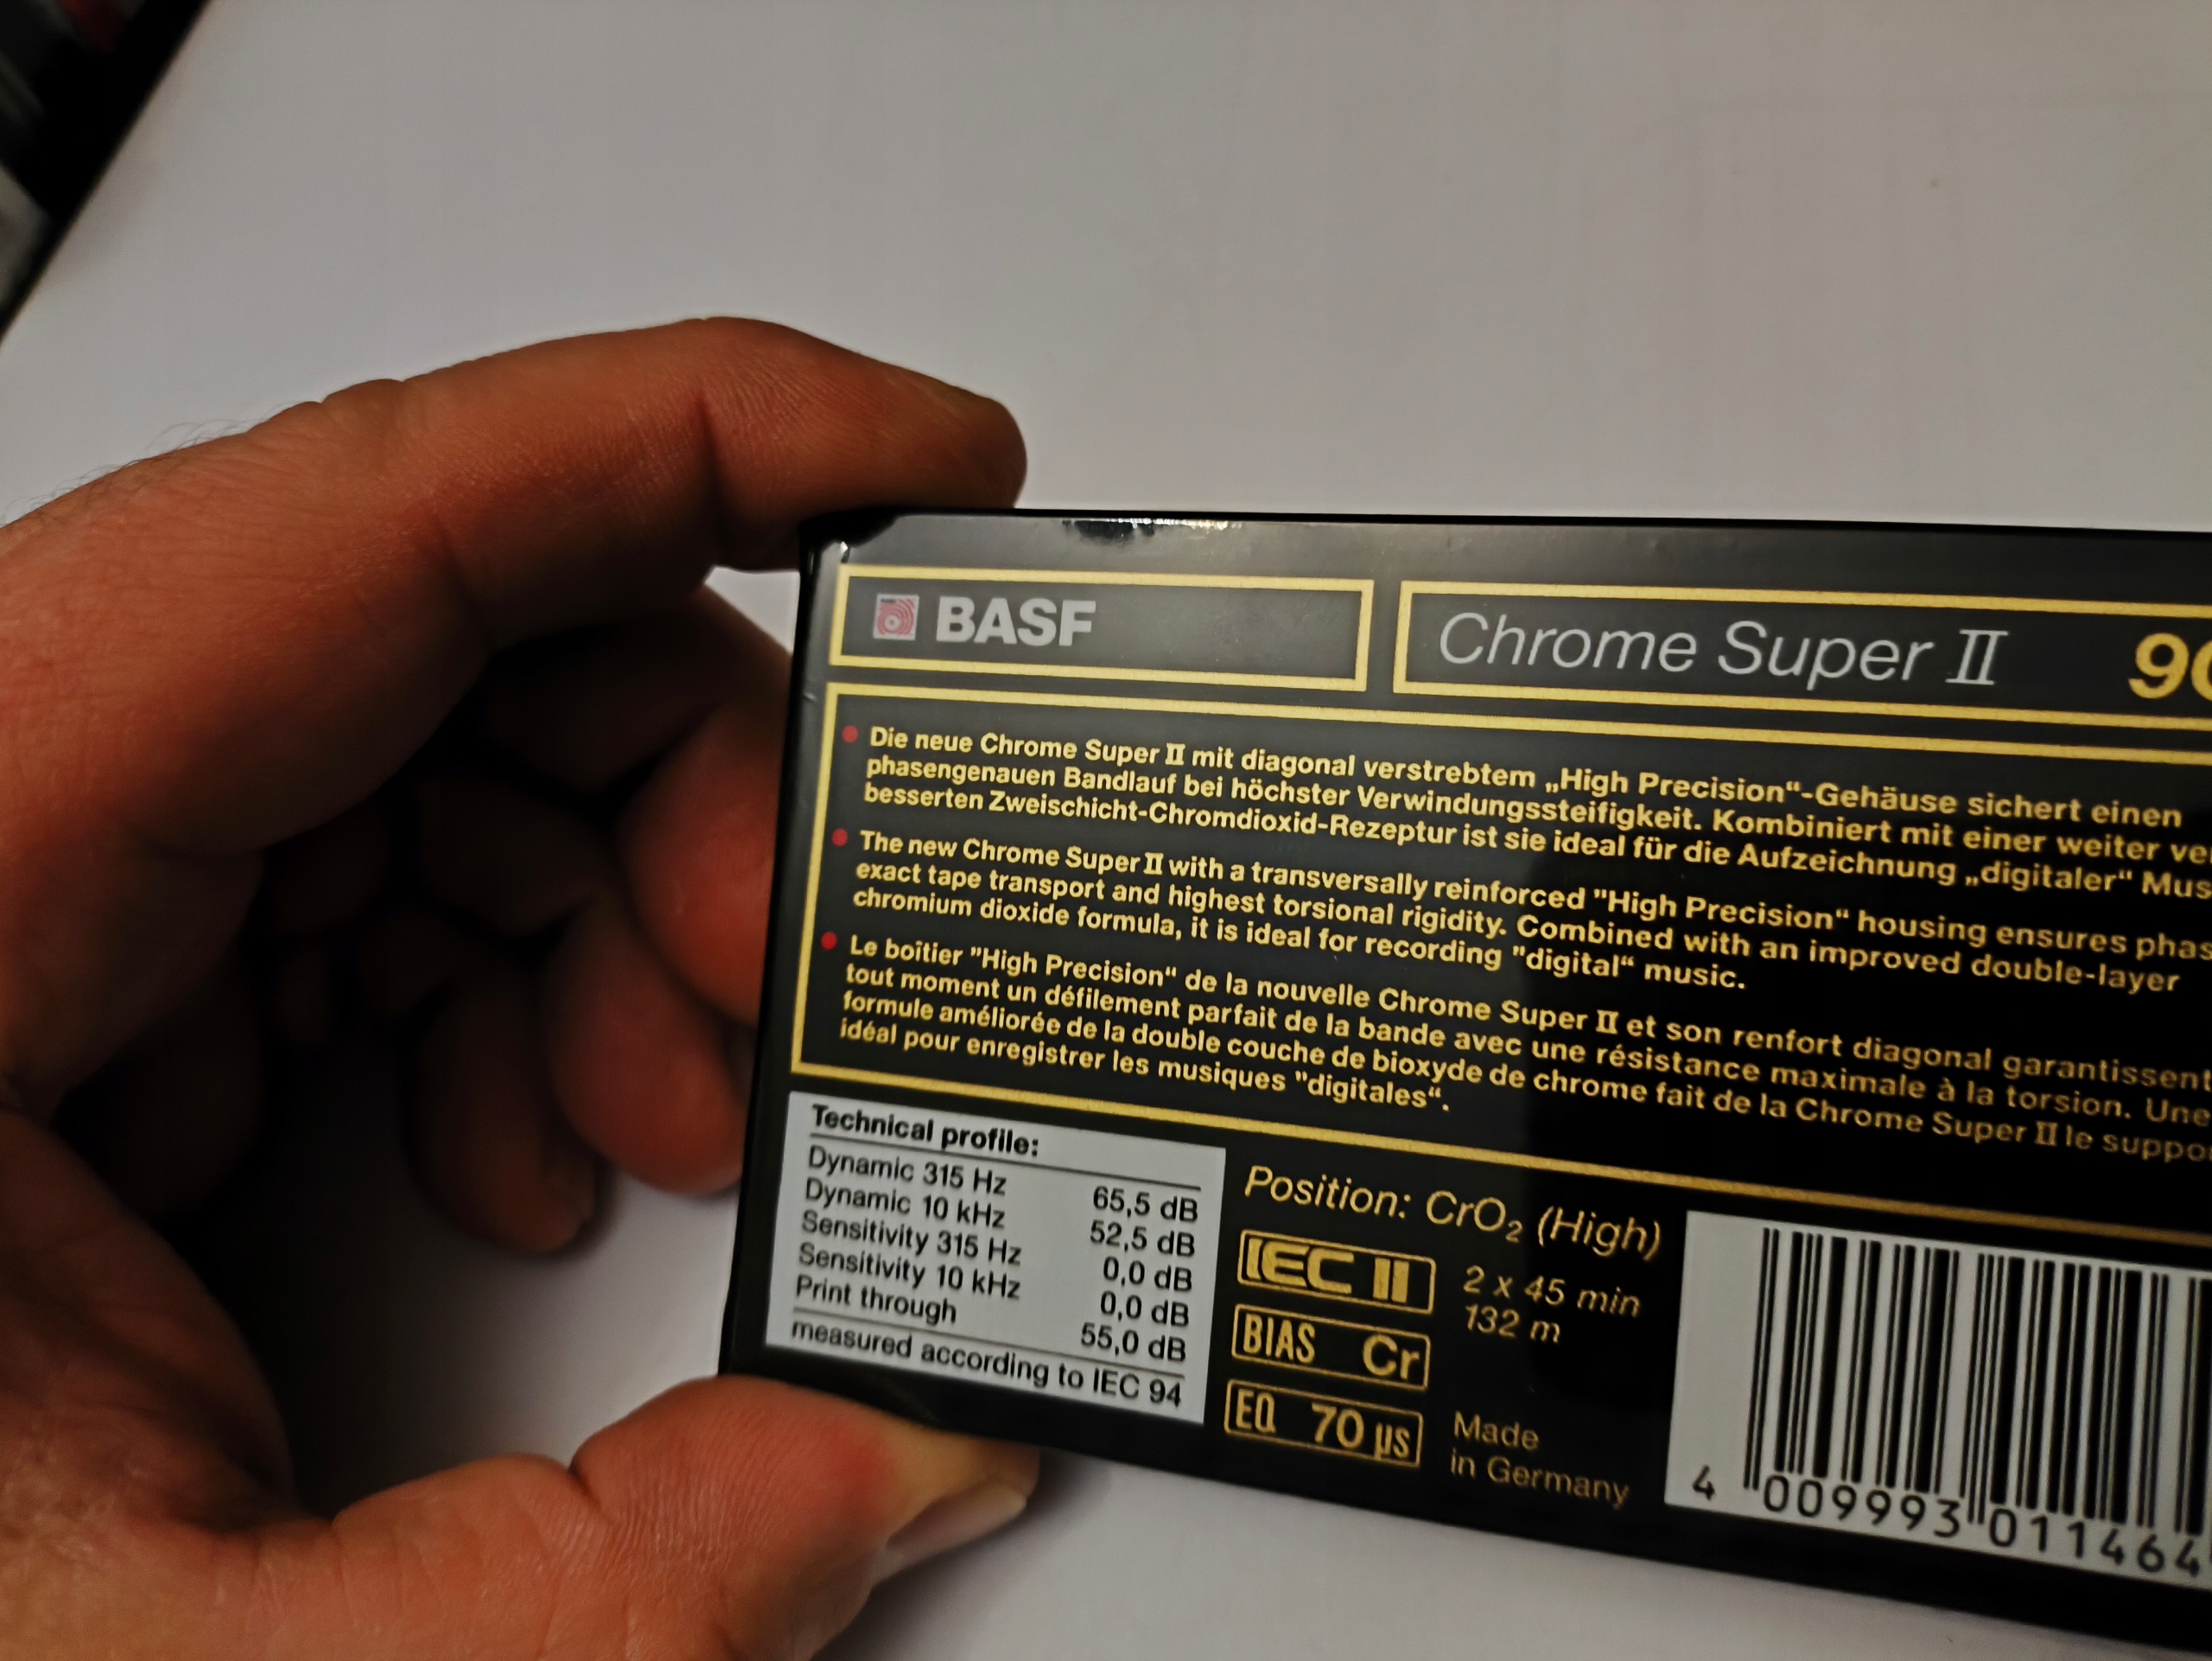 BASF
Chrome Super II
Die neue Chrome Super II mit diagonal verstrebtem „High Precision“-Gehäuse sichert einen
phasengenauen Bandlauf bei höchster Verwindungssteifigkeit. Kombiniert mit einer weiter
besserten Zweischicht-Chromdioxid-Rezeptur ist sie ideal für die Aufzeichnung „digitaler“
The new Chrome Super II with a transversally reinforced "High Precision“ housing ensures
exact tape transport and highest torsional rigidity. Combined with an improved double-layer
chromium dioxide formula, it is ideal for recording "digital“ music.
Le boîtier "High Precision“ de la nouvelle Chrome Super II et son renfort diagonal garantissent
tout moment un défilement parfait de la bande avec une résistance maximale à la torsion. Une
formule améliorée de la double couche de bioxyde de chrome fait de la Chrome Super II le
idéal pour enregistrer les musiques "digitales“.
Technical profile:
Dynamic 315 Hz 65,5 dB
Dynamic 10 kHz 52,5 dB
Sensitivity 315 Hz 0,0 dB
Sensitivity 10 kHz 0,0 dB
Print through 55,0 dB
measured according to IEC 94
Position: CrO₂ (High)
IEC II
2 x 45 min
132 m
BIAS Cr
EQ 70 µs
Made
in Germany
4 009993 011464